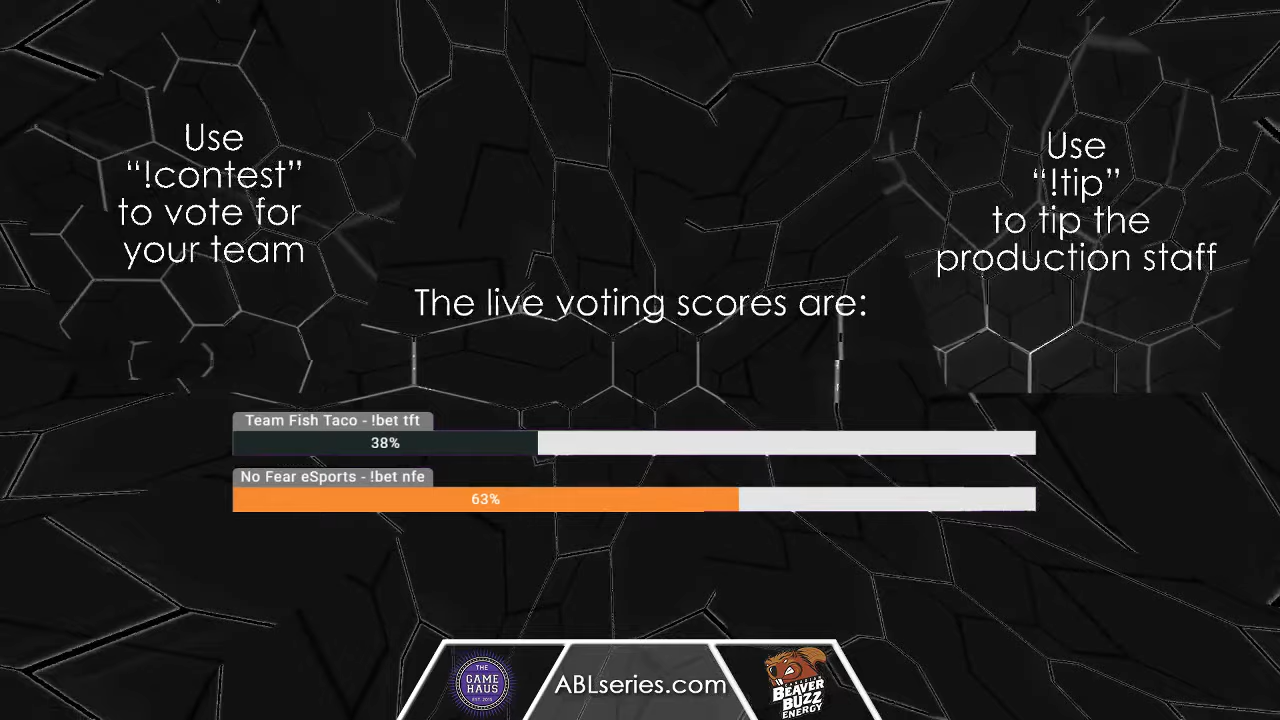 Use
“!contest”
to vote for
your team
Use
“!tip”
to tip the
production staff
The live voting scores are:
Team Fish Taco - !bet tft
38%
No Fear eSports - !bet nfe
63%
THE
GAME
HAUS
ABLseries.com
BEAVER
BUZZ
ENERGY